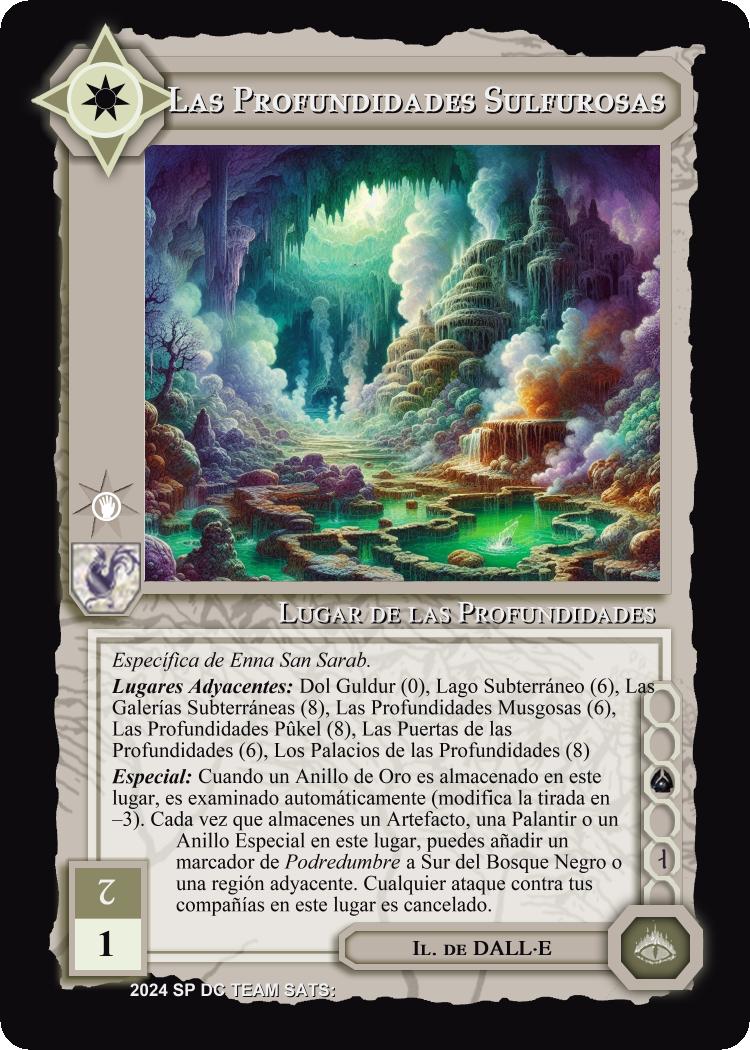 Las Profundidades Sulfurosas
Lugar de las Profundidades
Específica de Enna San Sarab.
Lugares Adyacentes: Dol Guldur (0), Lago Subterráneo (6), Las
Galerías Subterráneas (8), Las Profundidades Musgosas (6),
Las Profundidades Pûkel (8), Las Puertas de las
Profundidades (6), Los Palacios de las Profundidades (8)
Especial: Cuando un Anillo de Oro es almacenado en este
lugar, es examinado automáticamente (modifica la tirada en
–3). Cada vez que almacenes un Artefacto, una Palantir o un
Anillo Especial en este lugar, puedes añadir un
marcador de Podredumbre a Sur del Bosque Negro o
una región adyacente. Cualquier ataque contra tus
compañías en este lugar es cancelado.
2
1
Il. de DALL·E
2024 SP DC TEAM SATS: